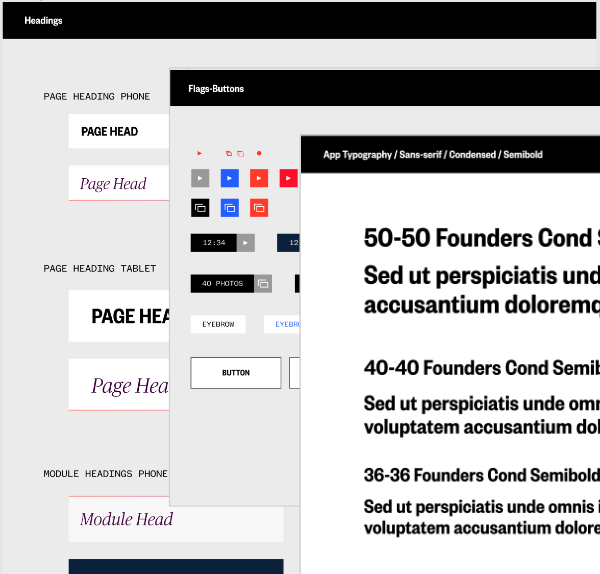 Headings
PAGE HEADING PHONE
PAGE HEAD
Page Head
PAGE HEADING TABLET
PAGE HEA
Page Hea
MODULE HEADINGS PHONE
Module Head
Flags-Buttons
12:34
12
40 PHOTOS
EYEBROW
EYEBRO
BUTTON
App Typography / Sans-serif / Condensed / Semibold
50-50 Founders Cond S
Sed ut perspiciatis und
accusantium doloremq
40-40 Founders Cond Semib
Sed ut perspiciatis unde omn
voluptatem accusantium dol
36-36 Founders Cond Semibold
Sed ut perspiciatis unde omnis i
voluptatem accusantium dolore